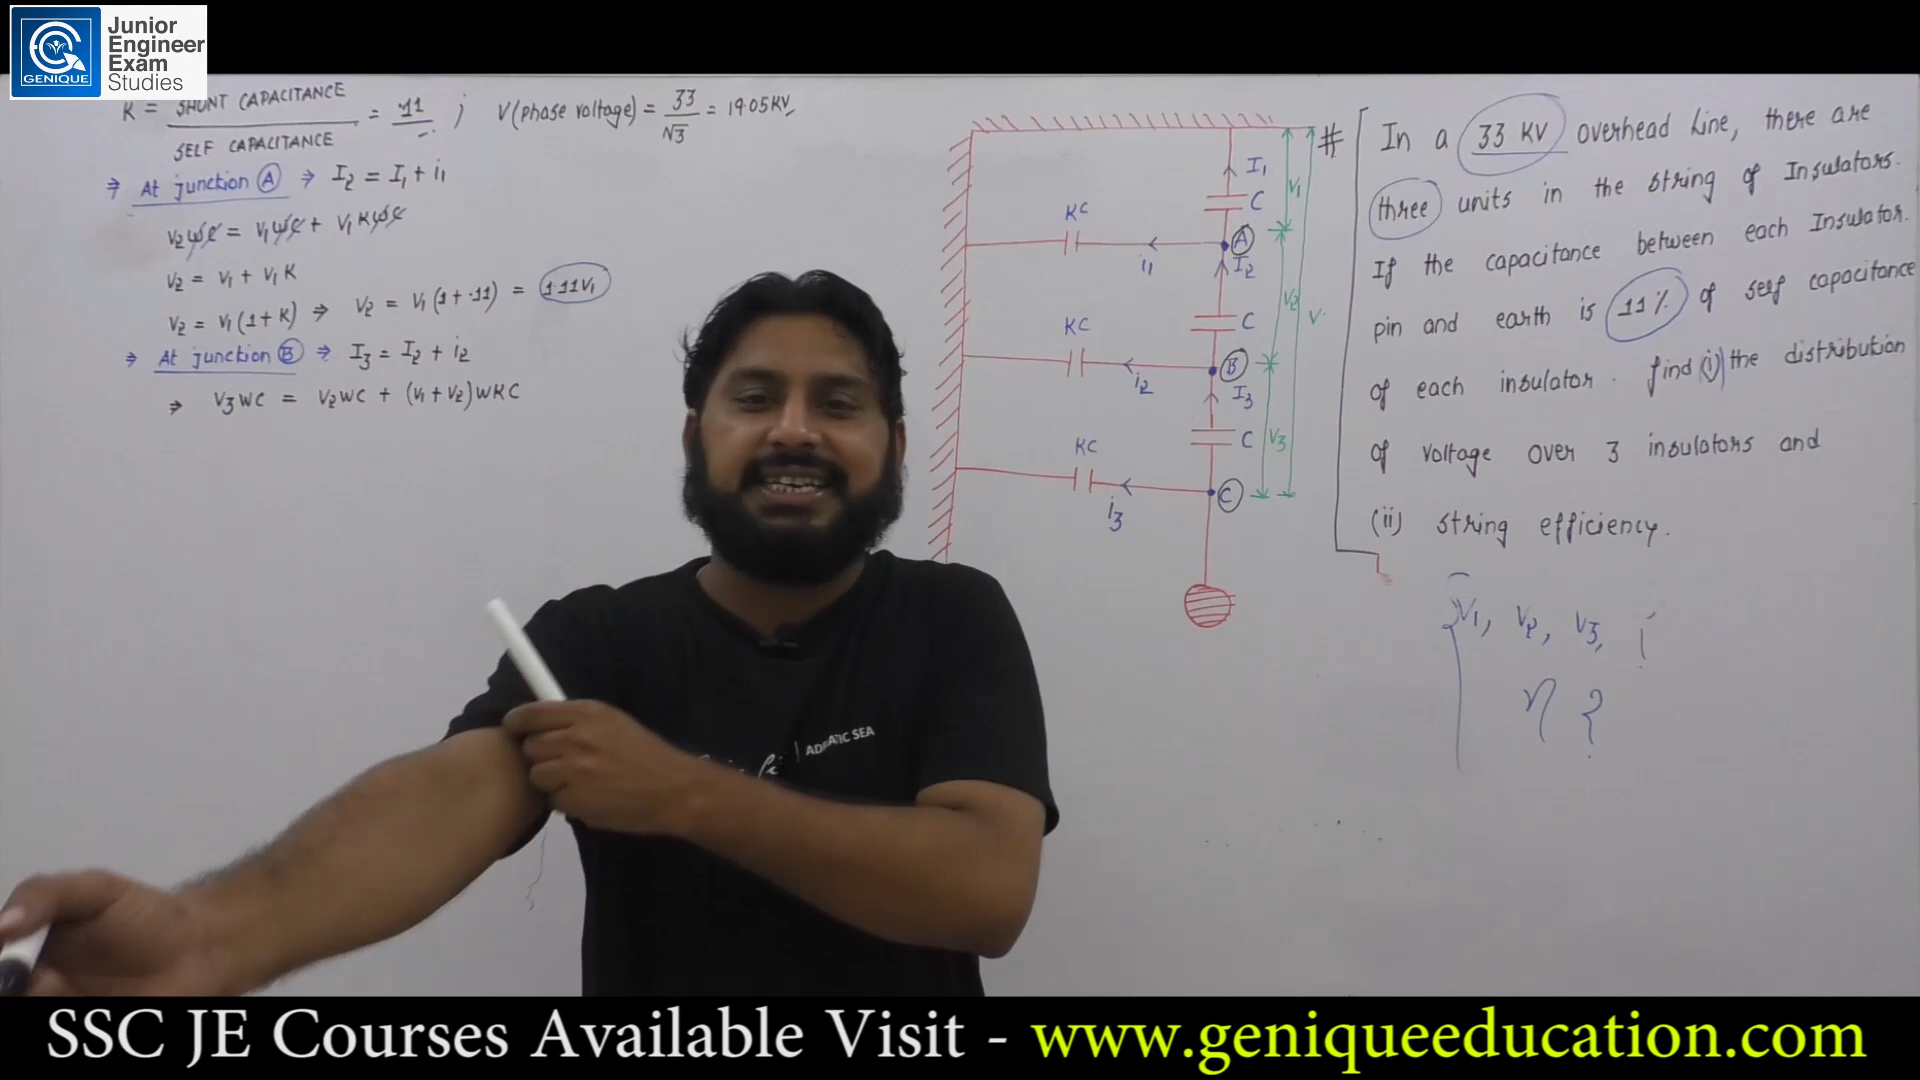 Junior
Engineer
Exam
Studies
GENIQUE
K = SHUNT CAPACITANCE / SELF CAPACITANCE = .11 ; V(phase voltage) = 33/√3 = 19.05KV
⇒ At junction A ⇒ I2 = I1 + i1
V2ωC = V1ωC + V1KωC
V2 = V1 + V1K
V2 = V1(1+K) ⇒ V2 = V1(1+.11) = 1.11V1
⇒ At junction B ⇒ I3 = I2 + i2
⇒ V3WC = V2WC + (V1+V2)WKC
I1
C
V1
KC
A
i1
I2
C
V2
V
KC
B
i2
I3
C
V3
KC
C
i3
# In a 33 KV overhead line, there are
three units in the string of Insulators.
If the capacitance between each Insulator
pin and earth is 11% of self capacitance
of each insulator. find (i) the distribution
of voltage over 3 insulators and
(ii) string efficiency.
V1, V2, V3,
η ?
ADRIATIC SEA
SSC JE Courses Available Visit - www.geniqueeducation.com